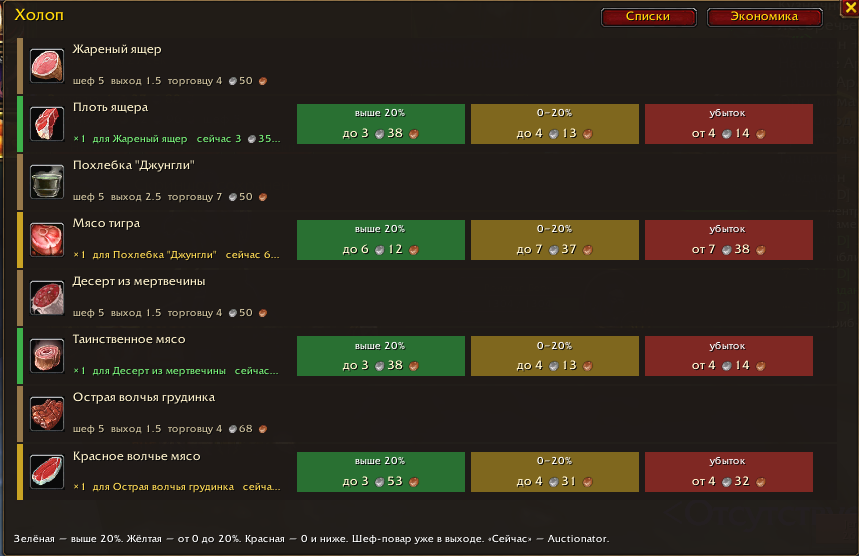 Холоп
Списки
Экономика
Жареный ящер
шеф 5 выход 1.5 торговцу 4 50
Плоть ящера
×1 для Жареный ящер сейчас 3 35...
выше 20%
до 3 38
0–20%
до 4 13
убыток
от 4 14
Похлебка "Джунгли"
шеф 5 выход 2.5 торговцу 7 50
Мясо тигра
×1 для Похлебка "Джунгли" сейчас 6...
выше 20%
до 6 12
0–20%
до 7 37
убыток
от 7 38
Десерт из мертвечины
шеф 5 выход 1.5 торговцу 4 50
Таинственное мясо
×1 для Десерт из мертвечины сейчас...
выше 20%
до 3 38
0–20%
до 4 13
убыток
от 4 14
Острая волчья грудинка
шеф 5 выход 1.5 торговцу 4 68
Красное волчье мясо
×1 для Острая волчья грудинка сейча...
выше 20%
до 3 53
0–20%
до 4 31
убыток
от 4 32
Зелёная — выше 20%. Жёлтая — от 0 до 20%. Красная — 0 и ниже. Шеф-повар уже в выходе. «Сейчас» — Auctionator.